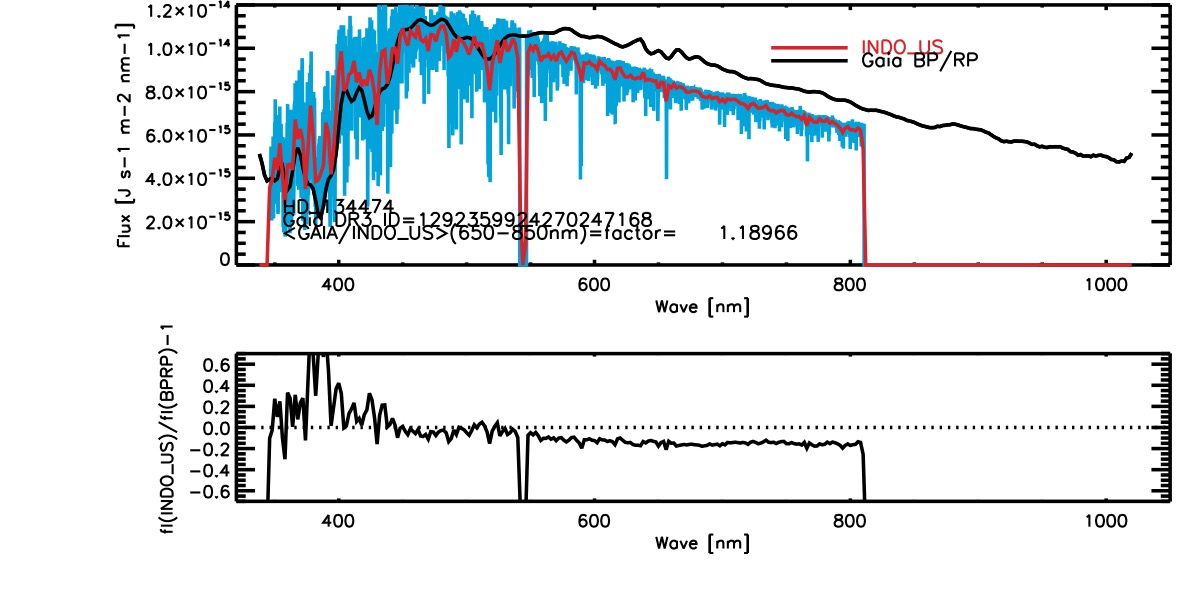 1.2×10⁻¹⁴
1.0×10⁻¹⁴
8.0×10⁻¹⁵
6.0×10⁻¹⁵
4.0×10⁻¹⁵
2.0×10⁻¹⁵
0
Flux [J s−1 m−2 nm−1]
INDO_US
Gaia BP/RP
Gaia DR3 ID=1292359924270247168
<GAIA/INDO_US>(650−850nm)=factor= 1.18966
400 600 800 1000
Wave [nm]
fl(INDO_US)/fl(BPRP)−1
0.6
0.4
0.2
0.0
−0.2
−0.4
−0.6
400 600 800 1000
Wave [nm]